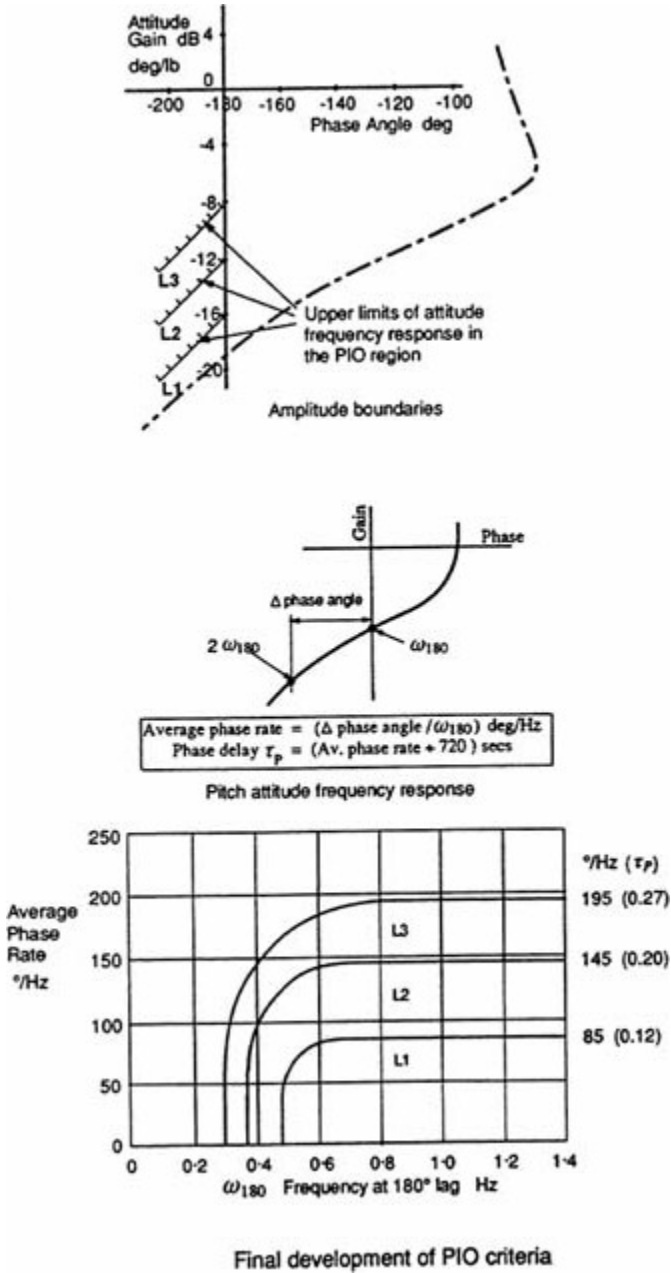 Attitude
Gain dB
deg/lb
4
0
-200 -180 -160 -140 -120 -100
Phase Angle deg
-4
-8
-12
L3
L2
-16
L1
-20
Upper limits of attitude
frequency response in
the PIO region
Amplitude boundaries
Gain
Phase
Δ phase angle
2 ω180
ω180
Average phase rate = (Δ phase angle/ω180) deg/Hz
Phase delay τp = (Av. phase rate ÷ 720) secs
Pitch attitude frequency response
250
°/Hz (τP)
200
195 (0.27)
Average
Phase
Rate
°/Hz
L3
150
145 (0.20)
L2
100
85 (0.12)
L1
50
0
0 0·2 0·4 0·6 0·8 1·0 1·2 1·4
ω180 Frequency at 180° lag Hz
Final development of PIO criteria